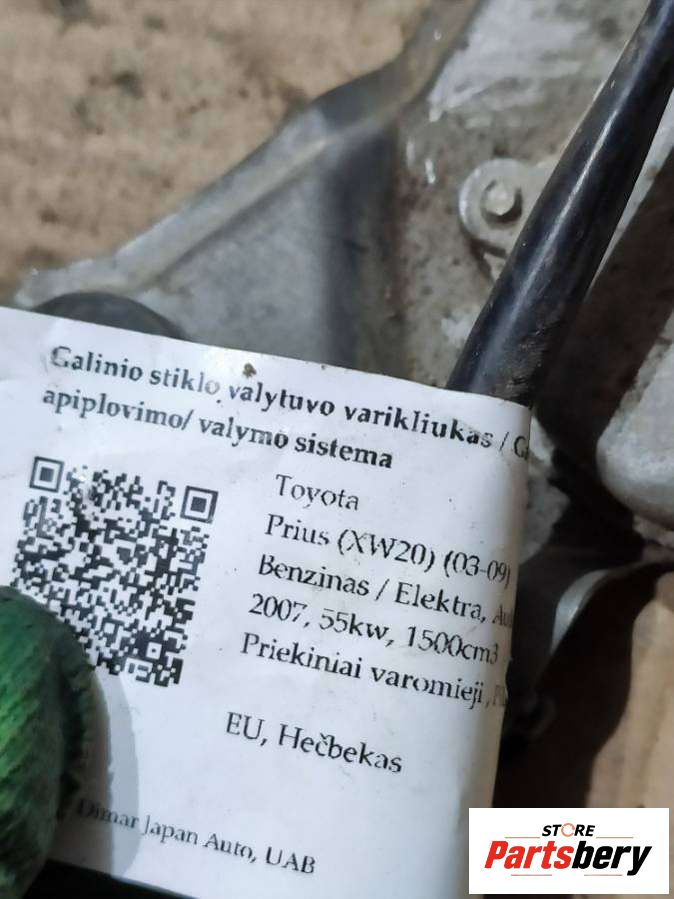 Galinio stiklo valytuvo varikliukas /
apiplovimo/ valymo sistema
Toyota
Prius (XW20) (03-09)
Benzinas / Elektra,
2007, 55kw, 1500cm3
Priekiniai varomieji,
EU, Hečbekas
Dimar Japan Auto, UAB
STORE
Partsbery